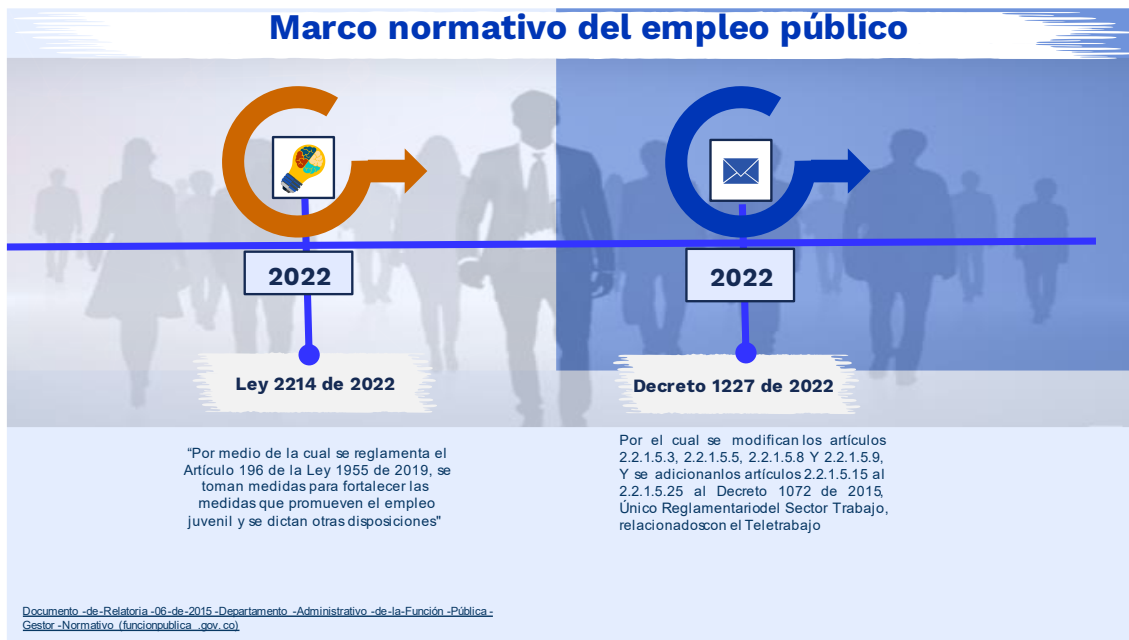 Marco normativo del empleo público
2022
Ley 2214 de 2022
“Por medio de la cual se reglamenta el
Artículo 196 de la Ley 1955 de 2019, se
toman medidas para fortalecer las
medidas que promueven el empleo
juvenil y se dictan otras disposiciones"
2022
Decreto 1227 de 2022
Por el cual se modifican los artículos
2.2.1.5.3, 2.2.1.5.5, 2.2.1.5.8 Y 2.2.1.5.9,
Y se adicionanlos artículos 2.2.1.5.15 al
2.2.1.5.25 al Decreto 1072 de 2015,
Único Reglamentariodel Sector Trabajo,
relacionadoscon el Teletrabajo
Documento -de-Relatoria -06-de-2015 -Departamento -Administrativo -de-la-Función -Pública -
Gestor -Normativo (funcionpublica .gov.co)